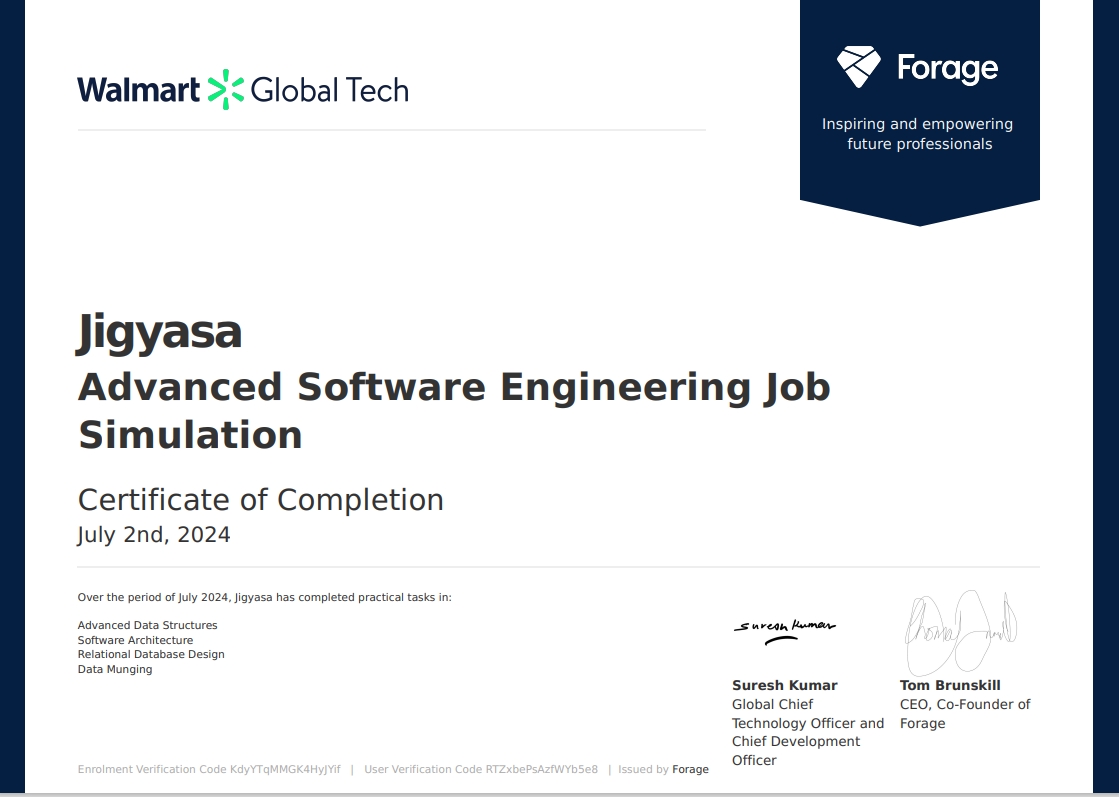 Walmart Global Tech
Forage
Inspiring and empowering
future professionals
Jigyasa
Advanced Software Engineering Job
Simulation
Certificate of Completion
July 2nd, 2024
Over the period of July 2024, Jigyasa has completed practical tasks in:
Advanced Data Structures
Software Architecture
Relational Database Design
Data Munging
Suresh Kumar
Suresh Kumar
Global Chief
Technology Officer and
Chief Development
Officer
Tom Brunskill
CEO, Co-Founder of
Forage
Enrolment Verification Code KdyYTqMMGK4HyJYif | User Verification Code RTZxbePsAzfWYb5e8 | Issued by Forage